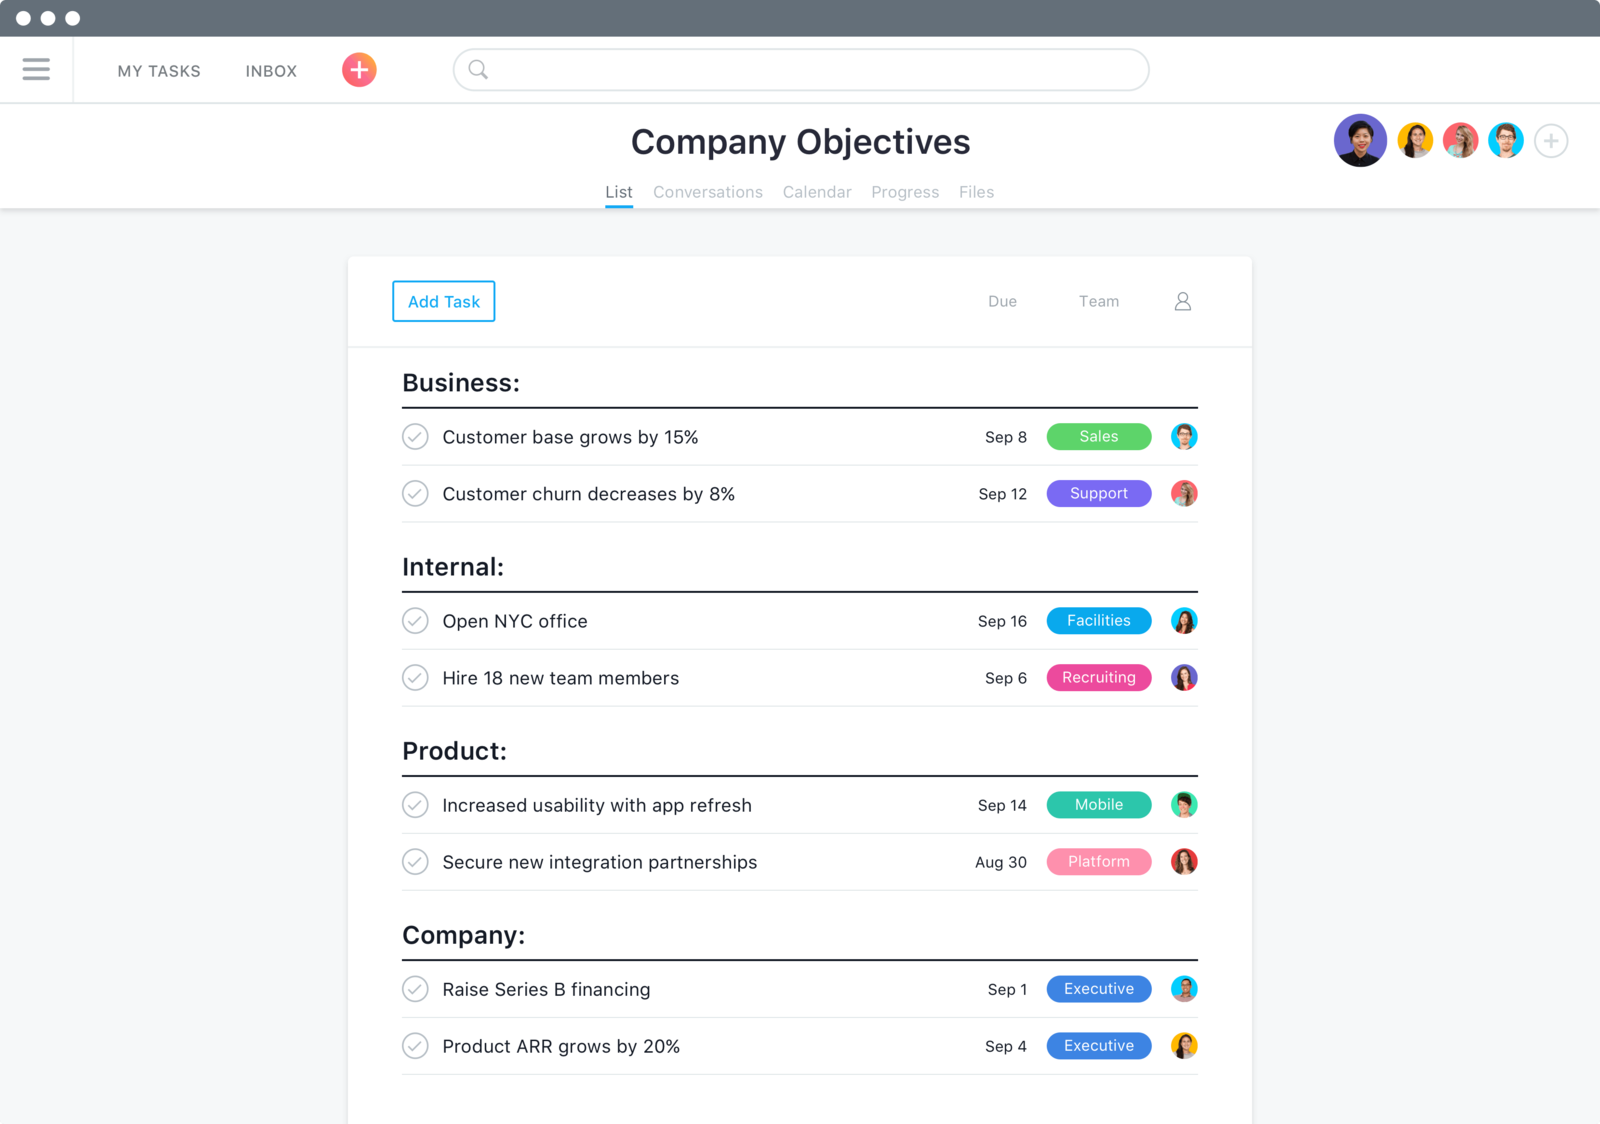 MY TASKS INBOX
Company Objectives
List Conversations Calendar Progress Files
Add Task Due Team
Business:
Customer base grows by 15% Sep 8 Sales
Customer churn decreases by 8% Sep 12 Support
Internal:
Open NYC office Sep 16 Facilities
Hire 18 new team members Sep 6 Recruiting
Product:
Increased usability with app refresh Sep 14 Mobile
Secure new integration partnerships Aug 30 Platform
Company:
Raise Series B financing Sep 1 Executive
Product ARR grows by 20% Sep 4 Executive